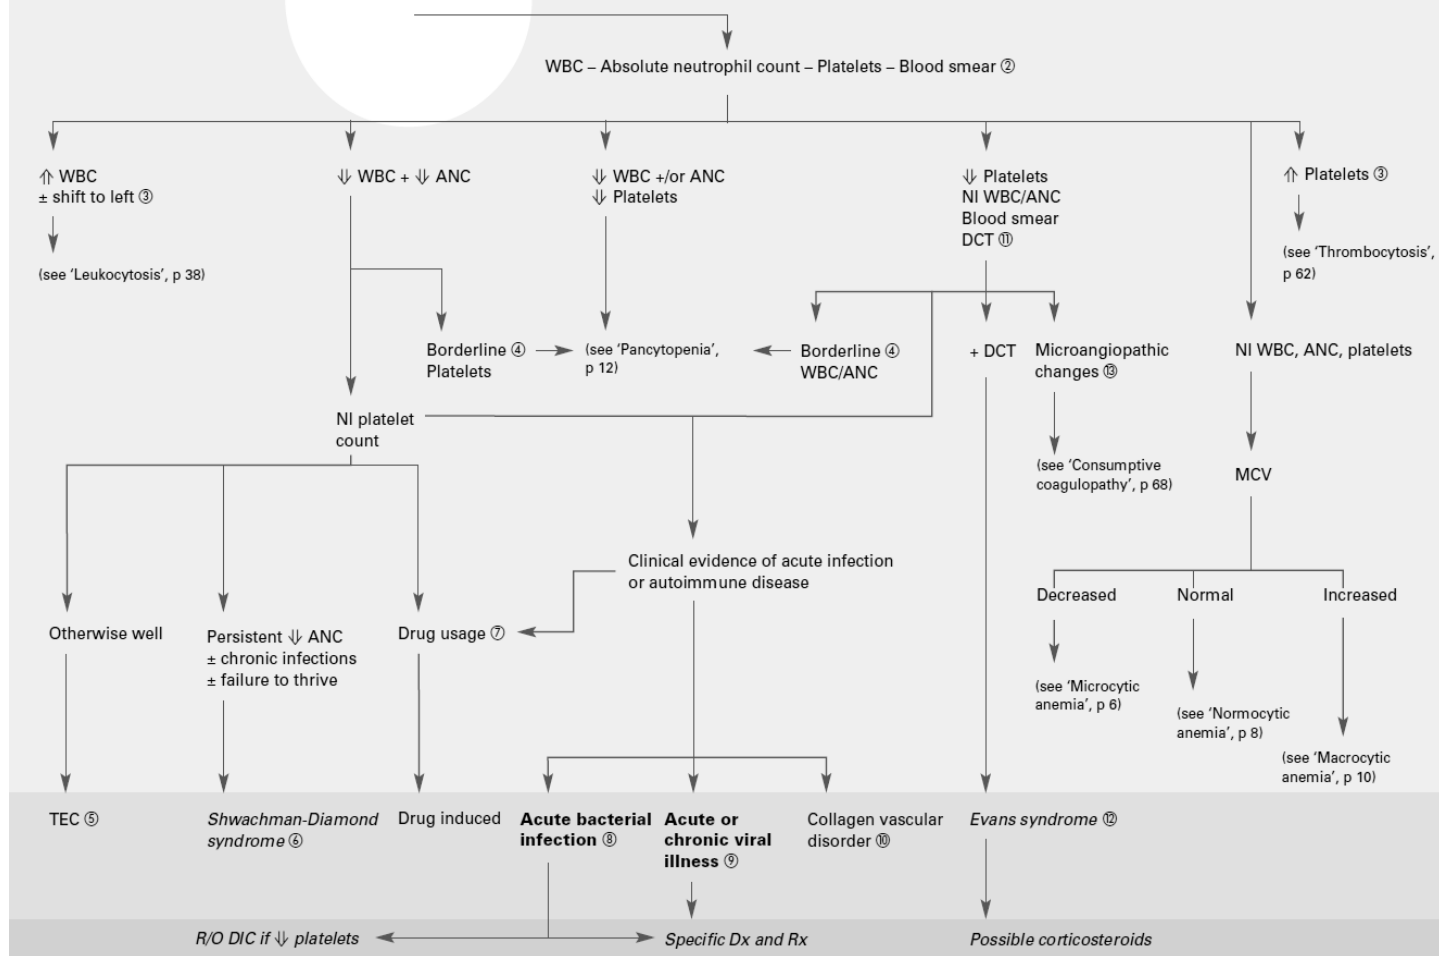 WBC – Absolute neutrophil count – Platelets – Blood smear ②
⇑ WBC
± shift to left ③
(see ‘Leukocytosis’, p 38)
⇓ WBC + ⇓ ANC
⇓ WBC +/or ANC
⇓ Platelets
⇓ Platelets
Nl WBC/ANC
Blood smear
DCT ⑪
⇑ Platelets ③
(see ‘Thrombocytosis’,
p 62)
Borderline ④
Platelets
(see ‘Pancytopenia’,
p 12)
Borderline ④
WBC/ANC
+ DCT
Microangiopathic
changes ⑬
Nl WBC, ANC, platelets
Nl platelet
count
(see ‘Consumptive
coagulopathy’, p 68)
MCV
Clinical evidence of acute infection
or autoimmune disease
Decreased
Normal
Increased
Otherwise well
Persistent ⇓ ANC
± chronic infections
± failure to thrive
Drug usage ⑦
(see ‘Microcytic
anemia’, p 6)
(see ‘Normocytic
anemia’, p 8)
(see ‘Macrocytic
anemia’, p 10)
TEC ⑤
Shwachman-Diamond
syndrome ⑥
Drug induced
Acute bacterial
infection ⑧
Acute or
chronic viral
illness ⑨
Collagen vascular
disorder ⑩
Evans syndrome ⑫
R/O DIC if ⇓ platelets
Specific Dx and Rx
Possible corticosteroids